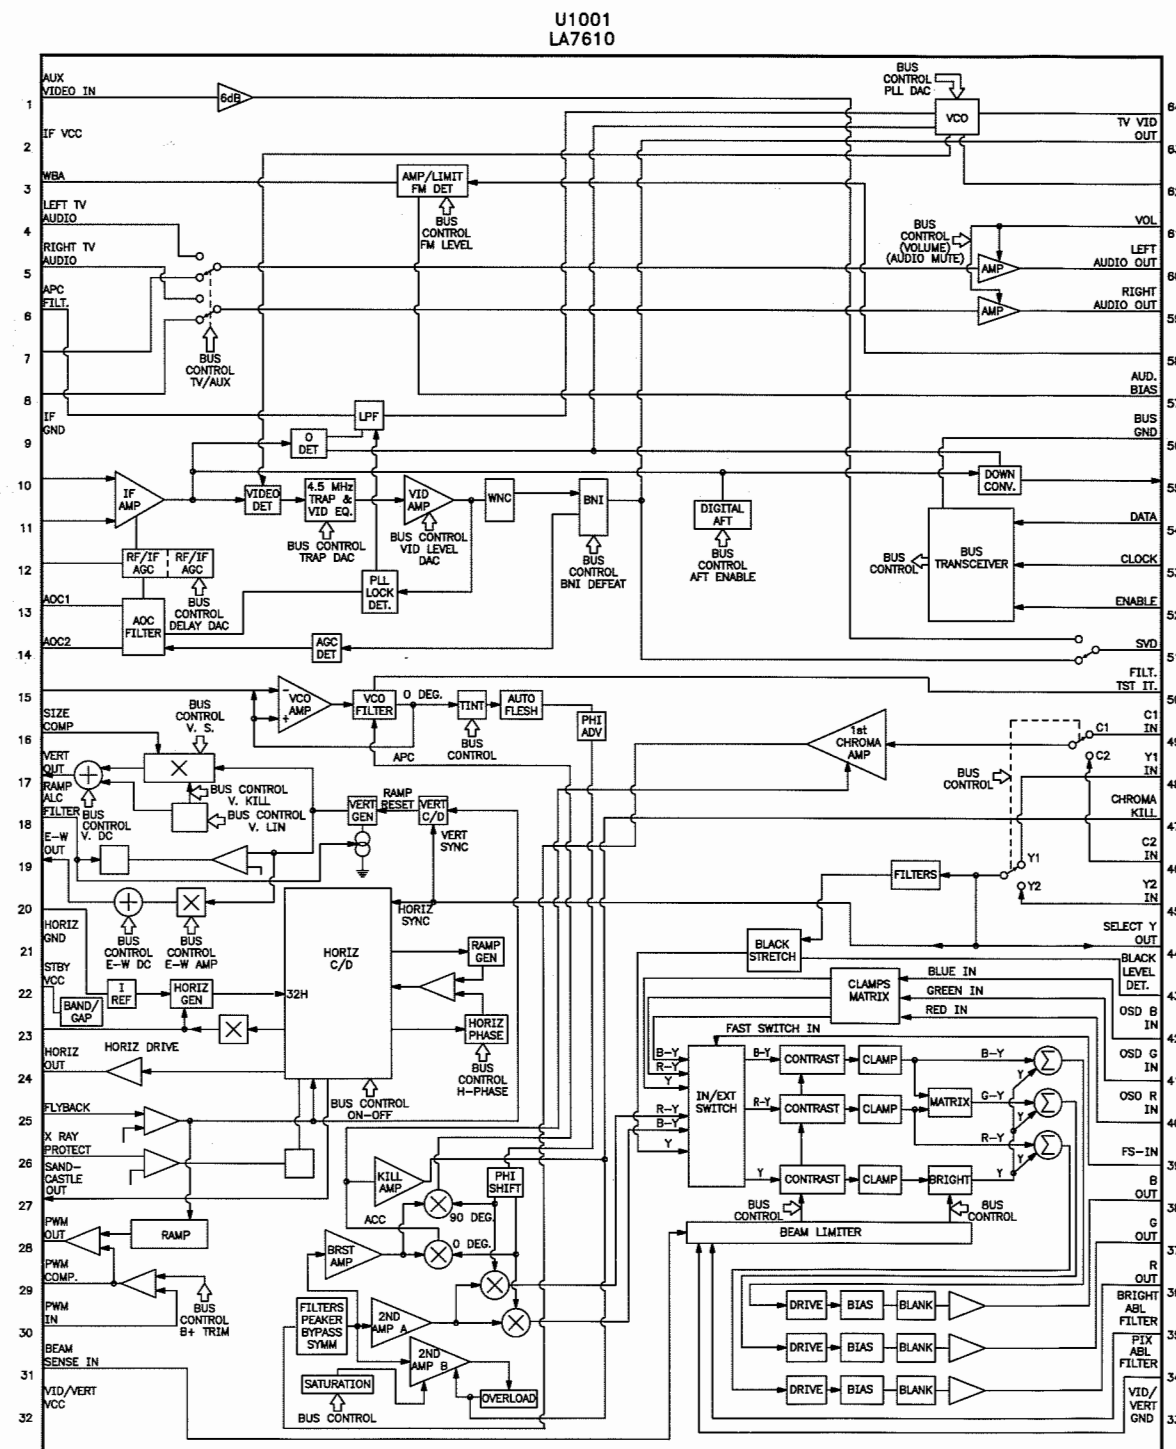 U1001
LA7610
AUX
VIDEO IN
1
6dB
BUS
CONTROL
PLL DAC
VCO
TV VID
OUT
IF VCC
2
WBA
3
AMP/LIMIT
FM DET
BUS
CONTROL
FM LEVEL
LEFT TV
AUDIO
4
RIGHT TV
AUDIO
5
APC
FILT.
6
BUS
CONTROL
(VOLUME)
(AUDIO MUTE)
VOL
LEFT
AUDIO OUT
AMP
RIGHT
AUDIO OUT
AMP
7
BUS
CONTROL
TV/AUX
8
AUD.
BIAS
IF
GND
9
LPF
O
DET
BUS
GND
10
IF
AMP
VIDEO
DET
4.5 MHz
TRAP &
VID EQ.
VID
AMP
WNC
BNI
DIGITAL
AFT
DOWN
CONV.
11
BUS CONTROL
TRAP DAC
BUS CONTROL
VID LEVEL
DAC
BUS
CONTROL
BNI DEFEAT
BUS
CONTROL
AFT ENABLE
BUS
CONTROL
BUS
TRANSCEIVER
DATA
CLOCK
ENABLE
12
RF/IF
AGC
RF/IF
AGC
BUS
CONTROL
DELAY DAC
PLL
LOCK
DET.
AOC1
13
AOC
FILTER
AOC2
14
AGC
DET
SVD
FILT.
TST IT.
15
VCO
AMP
−
+
VCO
FILTER
O DEG.
TINT
AUTO
FLESH
PHI
ADV
BUS
CONTROL
APC
SIZE
COMP
16
BUS
CONTROL
V. S.
1st
CHROMA
AMP
C1
C2
C1
IN
Y1
IN
BUS
CONTROL
VERT
OUT
17
RAMP
ALC
FILTER
18
BUS
CONTROL
V. DC
BUS CONTROL
V. KILL
BUS CONTROL
V. LIN
VERT
GEN
RAMP
RESET
VERT
C/D
VERT
SYNC
CHROMA
KILL
E-W
OUT
19
C2
IN
Y1
Y2
FILTERS
Y2
IN
20
BUS
CONTROL
E-W DC
BUS
CONTROL
E-W AMP
HORIZ
C/D
HORIZ
SYNC
HORIZ
GND
21
RAMP
GEN
BLACK
STRETCH
SELECT Y
OUT
BLACK
LEVEL
DET.
STBY
VCC
22
BAND/
GAP
I
REF
HORIZ
GEN
32H
23
HORIZ
PHASE
BUS
CONTROL
H-PHASE
CLAMPS
MATRIX
BLUE IN
GREEN IN
RED IN
OSD B
IN
FAST SWITCH IN
HORIZ
OUT
24
HORIZ DRIVE
BUS CONTROL
ON-OFF
B-Y
R-Y
Y
IN/EXT
SWITCH
R-Y
B-Y
Y
B-Y
CONTRAST
CLAMP
B-Y
Y
Σ
OSD G
IN
R-Y
CONTRAST
CLAMP
MATRIX
G-Y
Y
Σ
OSO R
IN
R-Y
Y
Σ
Y
CONTRAST
CLAMP
BRIGHT
Y
FLYBACK
25
X RAY
PROTECT
26
SAND-
CASTLE
OUT
27
FS-IN
B
OUT
KILL
AMP
PHI
SHIFT
90 DEG.
ACC
BUS
CONTROL
BUS
CONTROL
BEAM LIMITER
PWM
OUT
28
RAMP
BRST
AMP
0 DEG.
G
OUT
PWM
COMP.
29
PWM
IN
30
BUS
CONTROL
B+ TRIM
FILTERS
PEAKER
BYPASS
SYMM
2ND
AMP A
2ND
AMP B
R
OUT
BRIGHT
ABL
FILTER
DRIVE
BIAS
BLANK
DRIVE
BIAS
BLANK
DRIVE
BIAS
BLANK
BEAM
SENSE IN
31
SATURATION
BUS CONTROL
OVERLOAD
PIX
ABL
FILTER
VID/VERT
VCC
32
VID/
VERT
GND